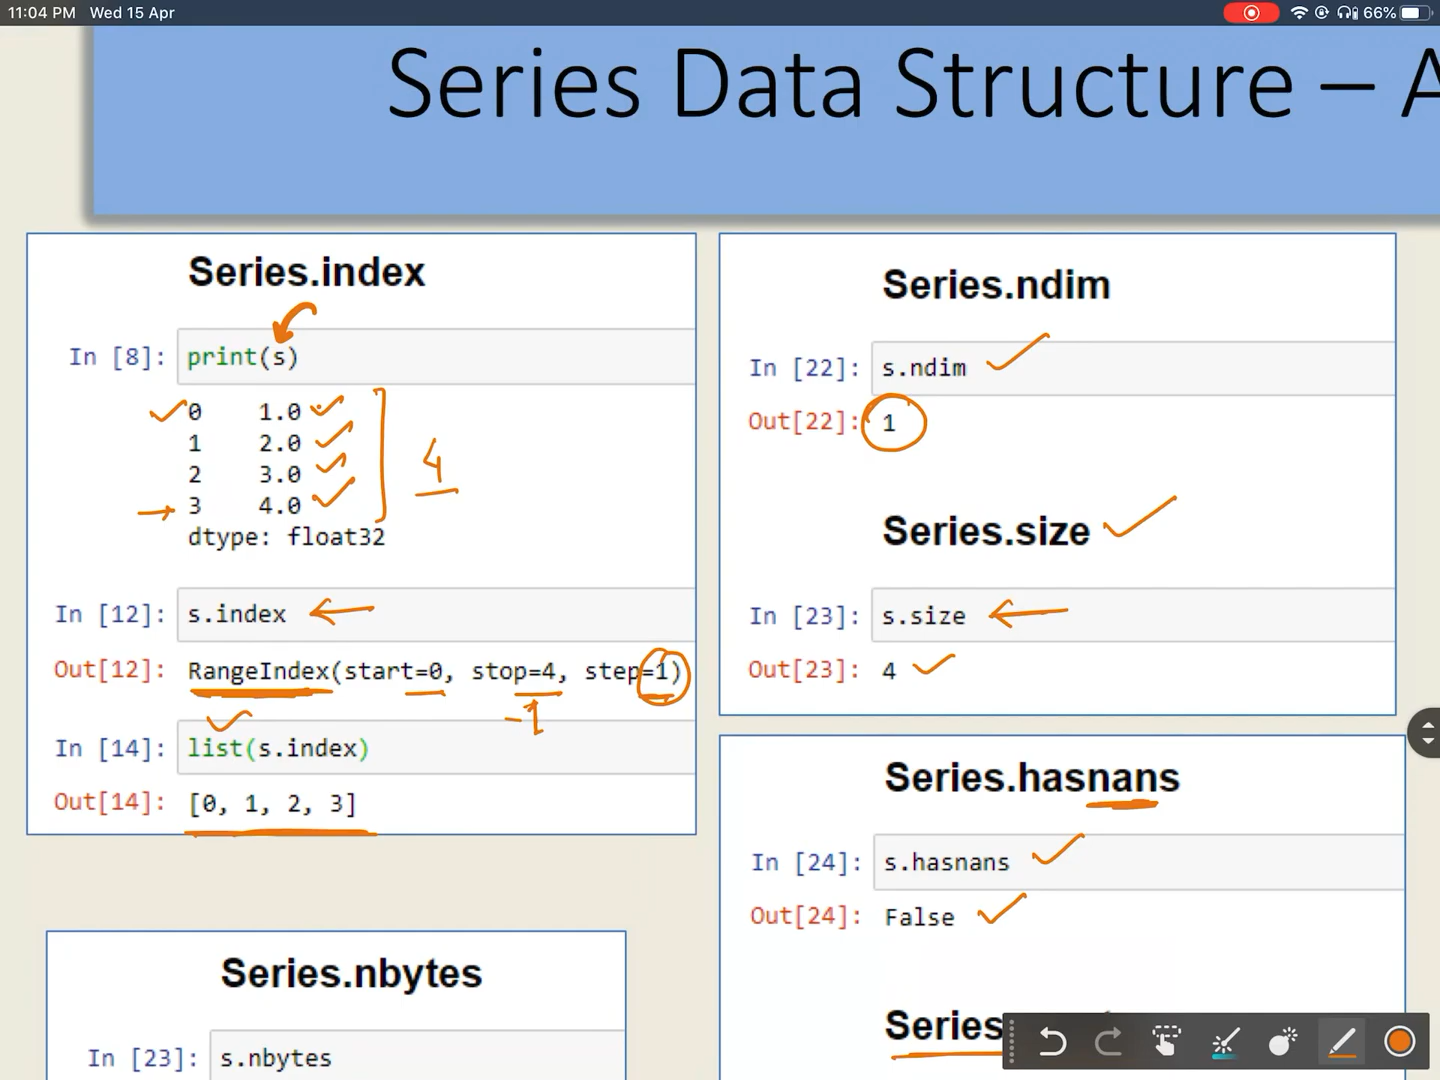 11:04 PM Wed 15 Apr
66%
Series Data Structure – A
Series.index
In [8]: print(s)
0 1.0
1 2.0
2 3.0
3 4.0
4
dtype: float32
In [12]: s.index
Out[12]: RangeIndex(start=0, stop=4, step=1)
-1
In [14]: list(s.index)
Out[14]: [0, 1, 2, 3]
Series.nbytes
In [23]: s.nbytes
Series.ndim
In [22]: s.ndim
Out[22]: 1
Series.size
In [23]: s.size
Out[23]: 4
Series.hasnans
In [24]: s.hasnans
Out[24]: False
Series